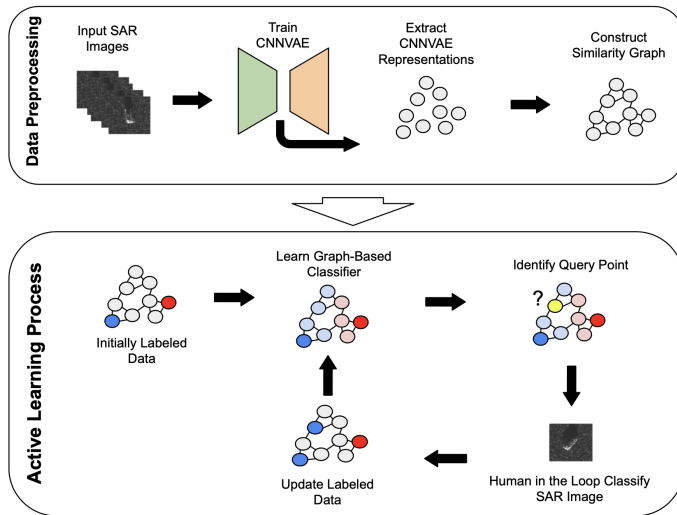 Data Preprocessing
Input SAR
Images
Train
CNNVAE
Extract
CNNVAE
Representations
Construct
Similarity Graph
Active Learning Process
Initially Labeled
Data
Learn Graph-Based
Classifier
Identify Query Point
?
Update Labeled
Data
Human in the Loop Classify
SAR Image